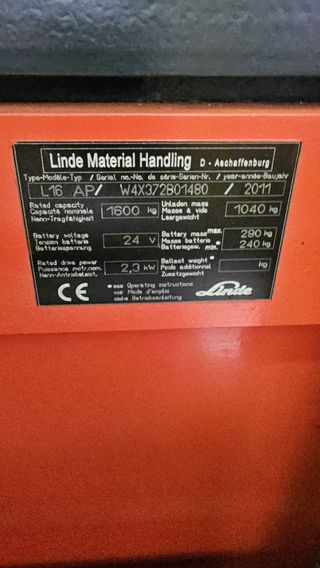 Linde Material Handling D - Aschaffenburg
Type-Modèle-Typ / Serial no.-No. de série-Serien-Nr. / year-année-Baujahr
L16 AP/ W4X372B01480 / 2011
Rated capacity
Capacité nominale 1600 kg
Nenn-Tragfähigkeit
Unladen mass
Masse à vide 1040 kg
Leergewicht
Battery voltage
Tension batterie 24 V
Batteriespannung
Battery mass max. 290 kg
Masse batterie
Batteriegew. min. 240 kg
Rated drive power
Puissance motr.nom. 2,3 kW
Nenn-Antriebsleist.
Ballast weight
Poids additionnel kg
Zusatzgewicht
CE
see Operating instructions
voir Mode d'emploi
siehe Betriebsanleitung
Linde